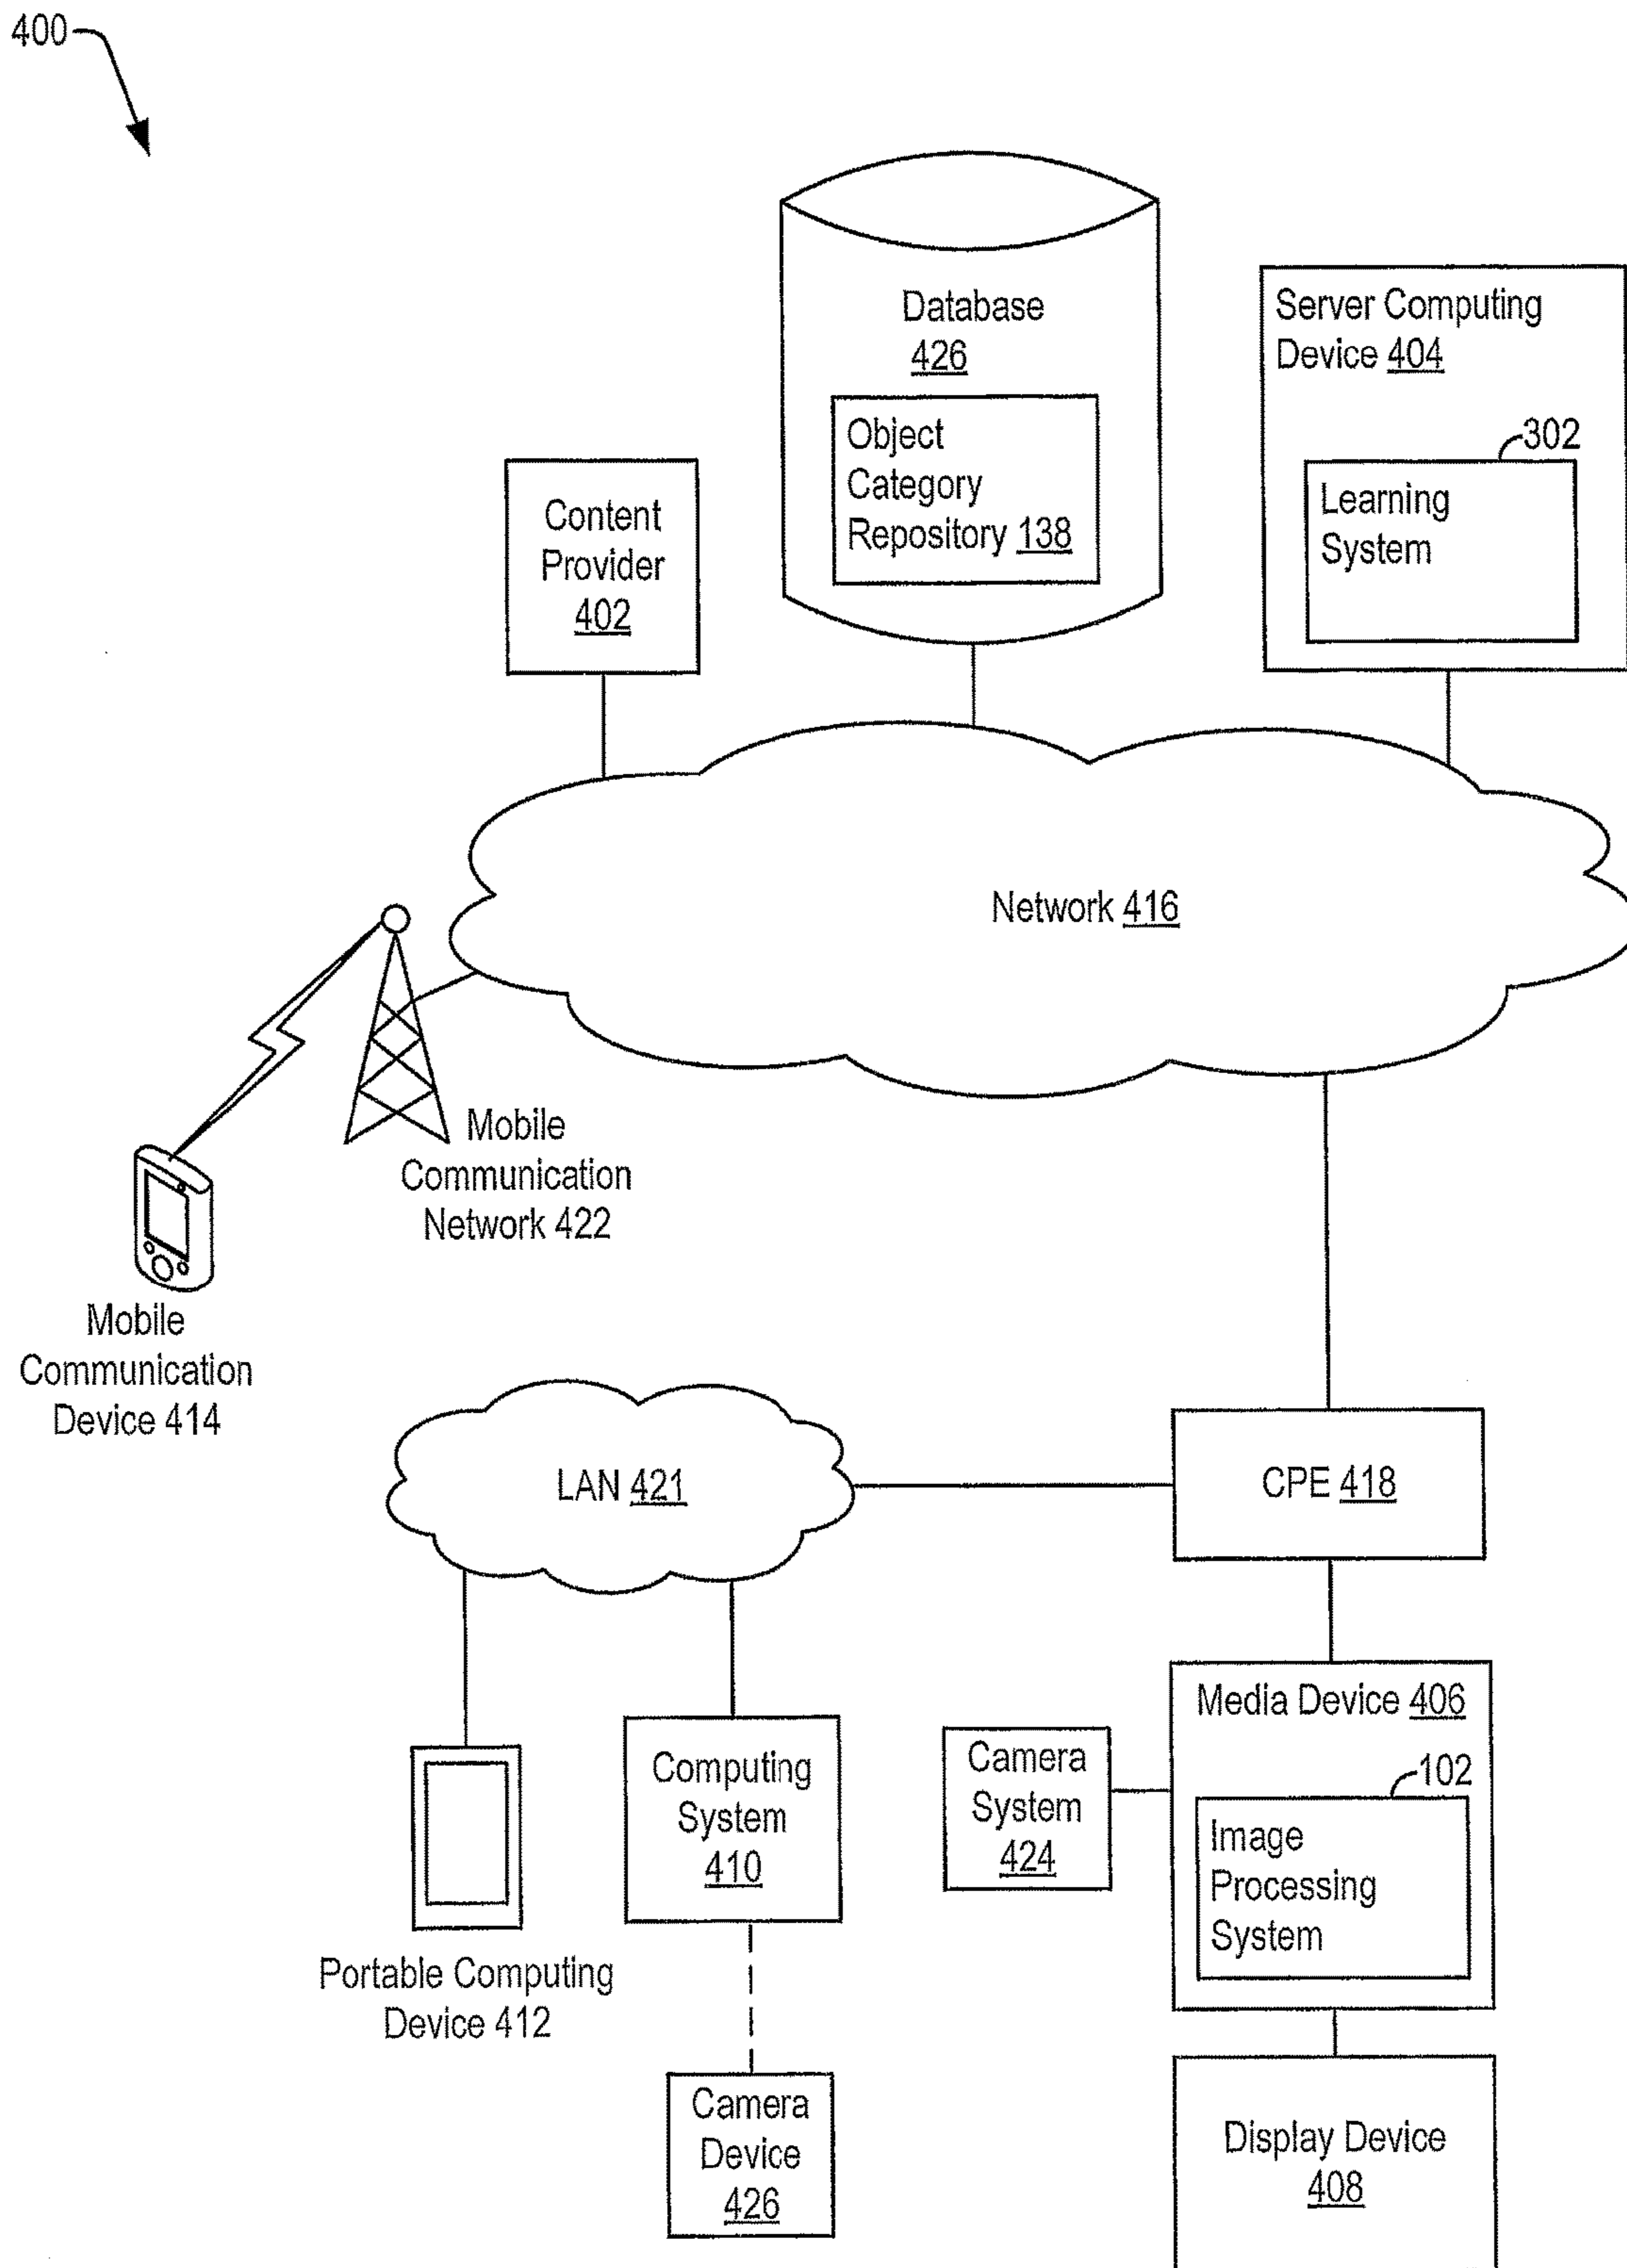 400
Database
426
Object
Category
Repository 138
Server Computing
Device 404
302
Learning
System
Content
Provider
402
Network 416
Mobile
Communication
Network 422
Mobile
Communication
Device 414
LAN 421
CPE 418
Media Device 406
102
Image
Processing
System
Camera
System
424
Computing
System
410
Portable Computing
Device 412
Camera
Device
426
Display Device
408